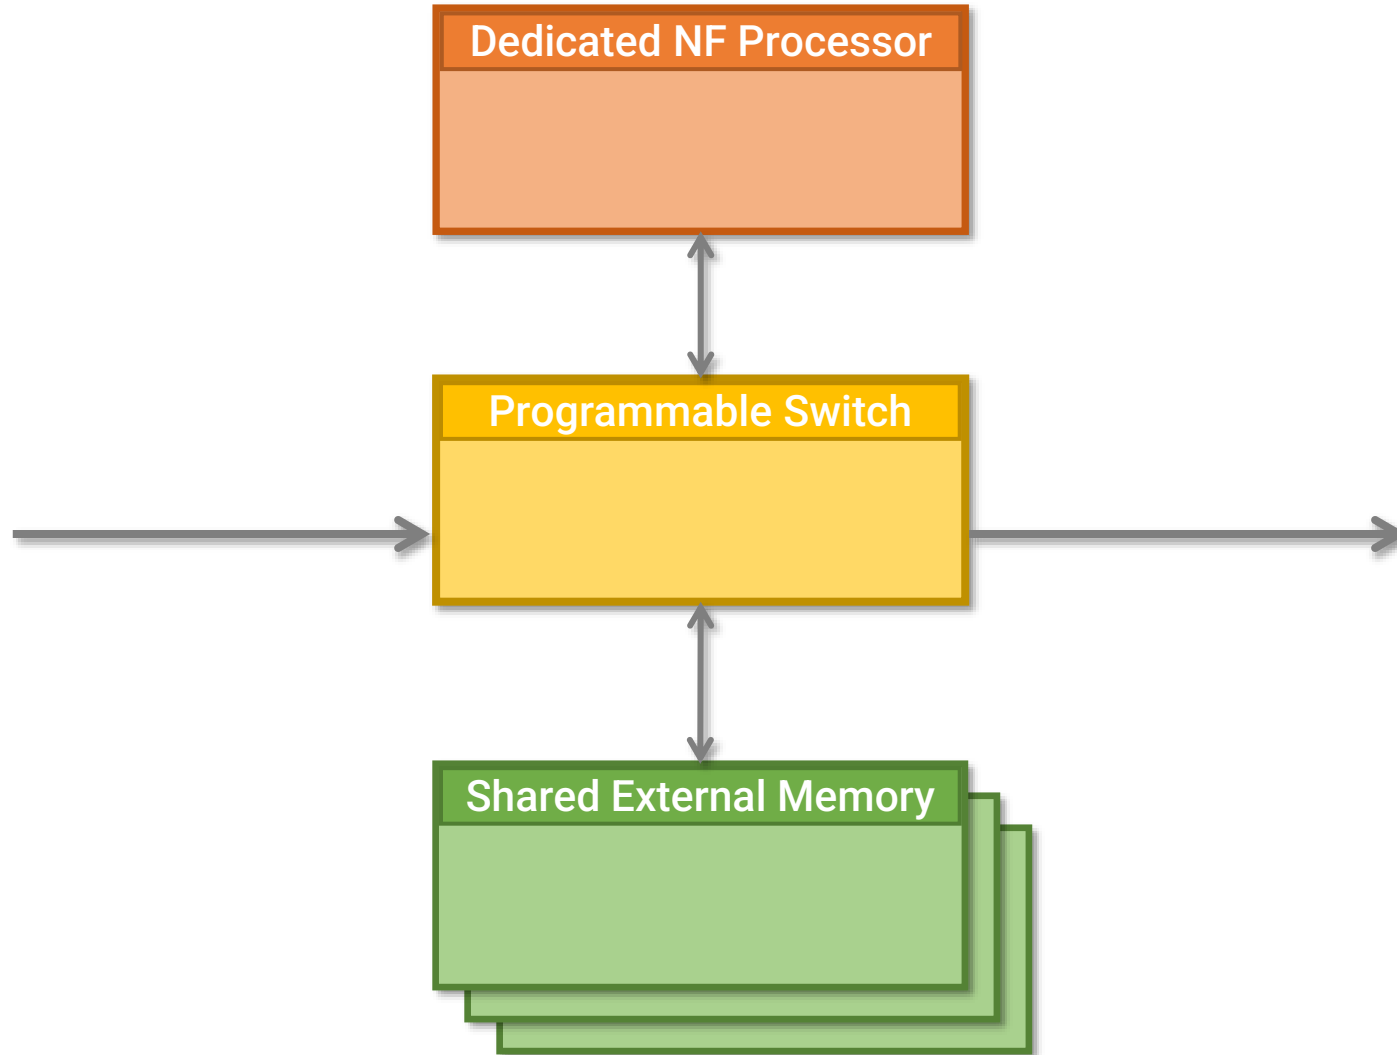 Dedicated NF Processor
Programmable Switch
Shared External Memory